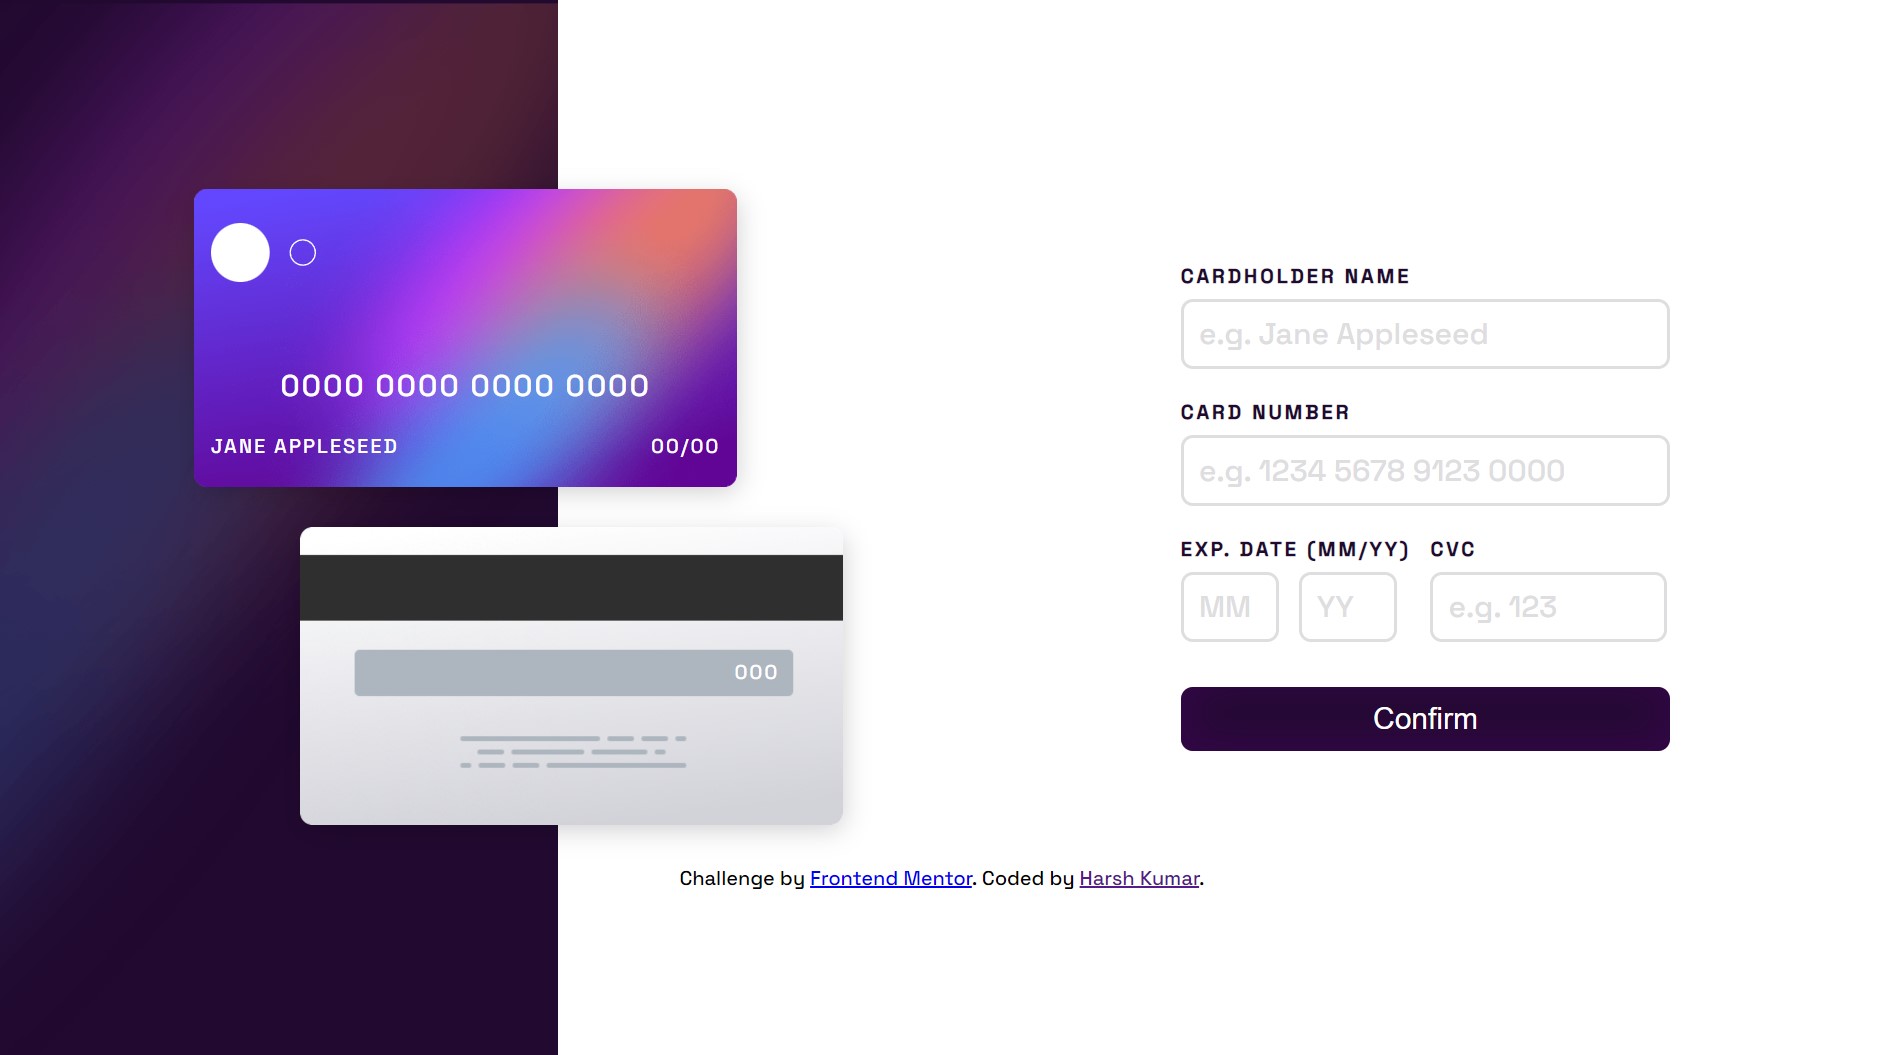 0000 0000 0000 0000
JANE APPLESEED 00/00
000
CARDHOLDER NAME
e.g. Jane Appleseed
CARD NUMBER
e.g. 1234 5678 9123 0000
EXP. DATE (MM/YY) CVC
MM YY e.g. 123
Confirm
Challenge by Frontend Mentor. Coded by Harsh Kumar.